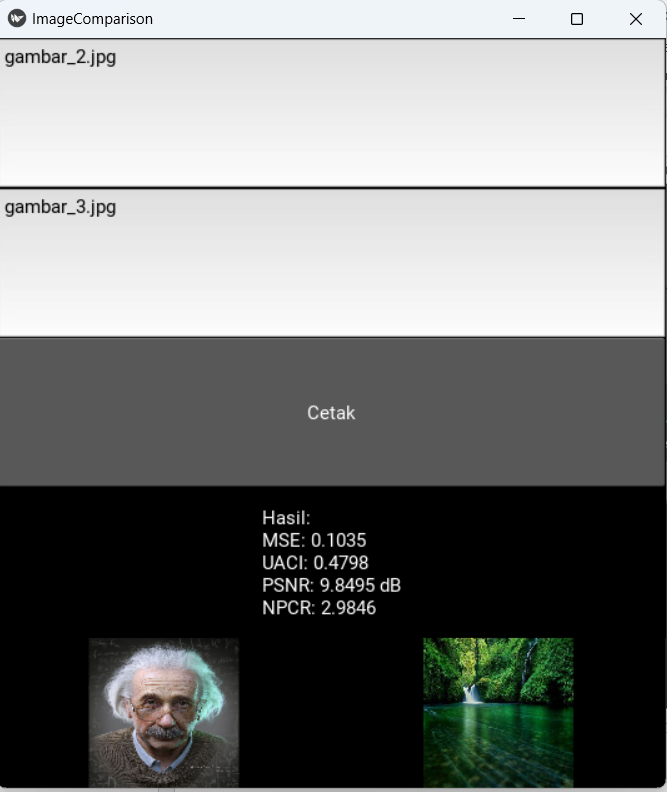 ImageComparison
gambar_2.jpg
gambar_3.jpg
Cetak
Hasil:
MSE: 0.1035
UACI: 0.4798
PSNR: 9.8495 dB
NPCR: 2.9846